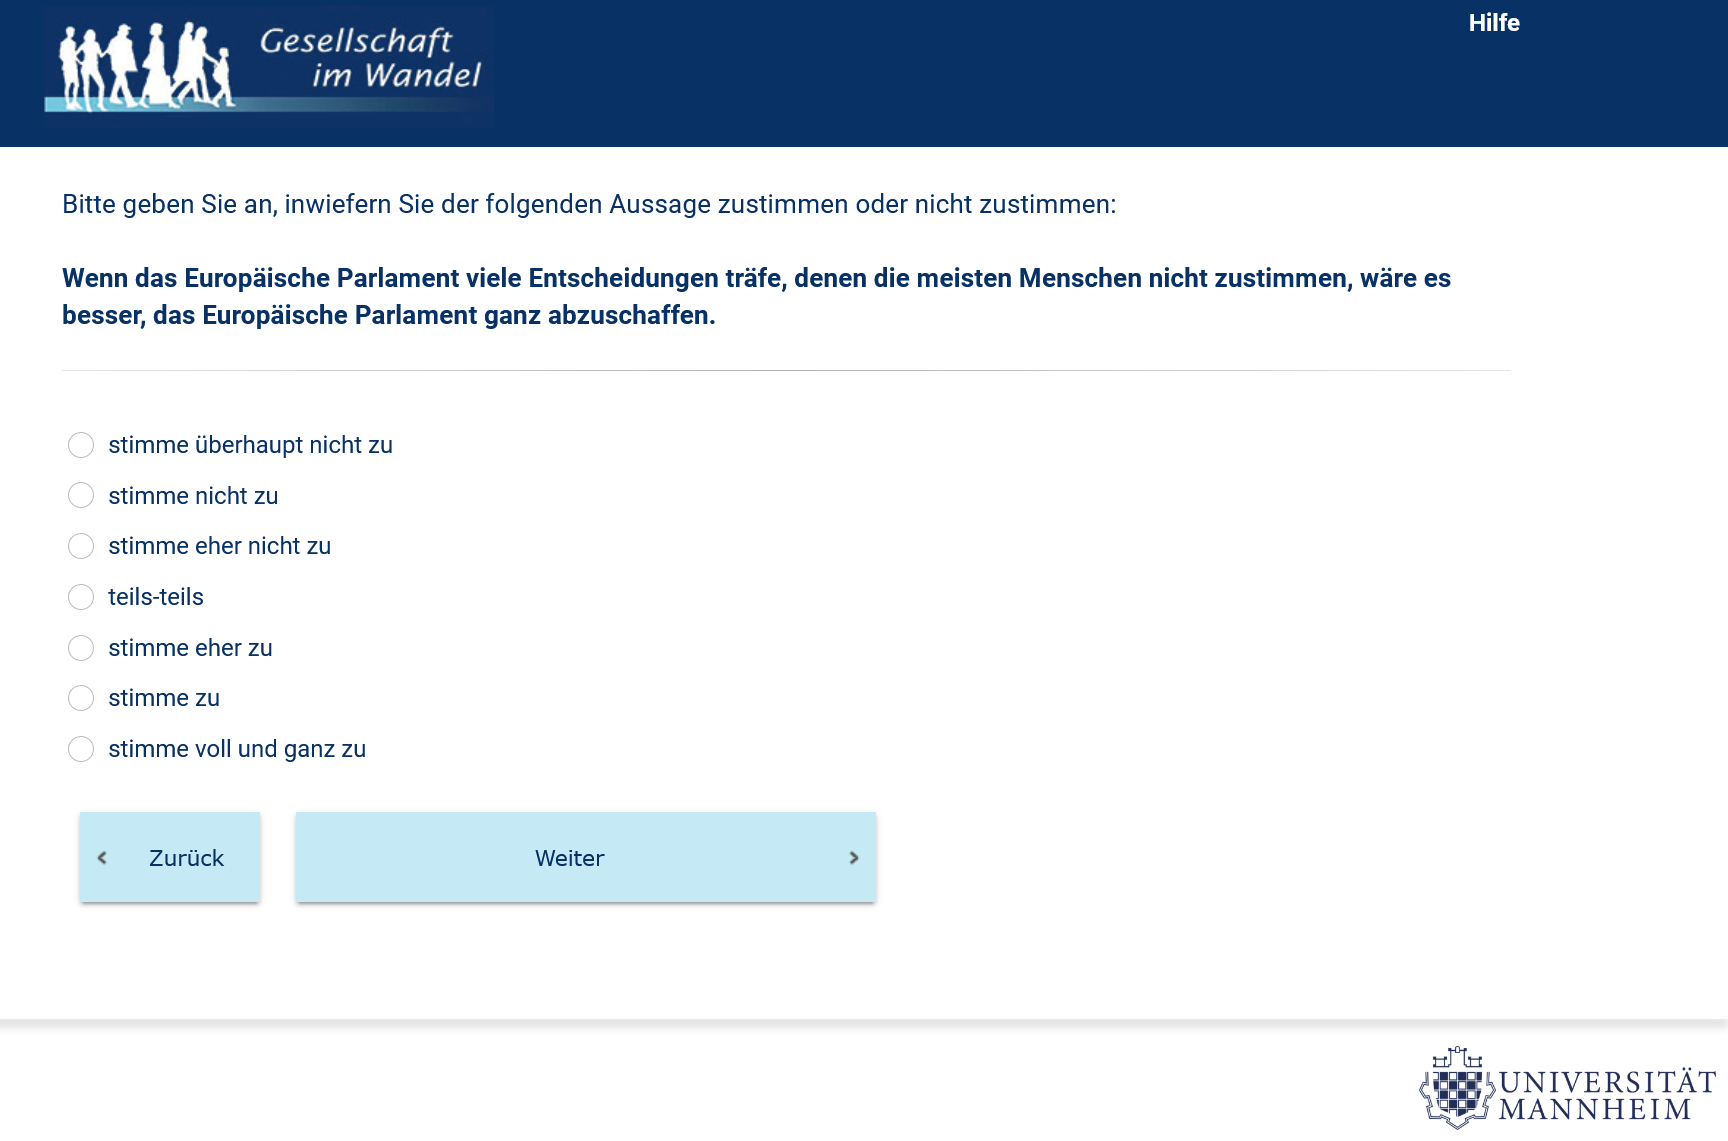 Gesellschaft
im Wandel
Hilfe
Bitte geben Sie an, inwiefern Sie der folgenden Aussage zustimmen oder nicht zustimmen:
Wenn das Europäische Parlament viele Entscheidungen träfe, denen die meisten Menschen nicht zustimmen, wäre es
besser, das Europäische Parlament ganz abzuschaffen.
stimme überhaupt nicht zu
stimme nicht zu
stimme eher nicht zu
teils-teils
stimme eher zu
stimme zu
stimme voll und ganz zu
Zurück
Weiter
UNIVERSITÄT
MANNHEIM